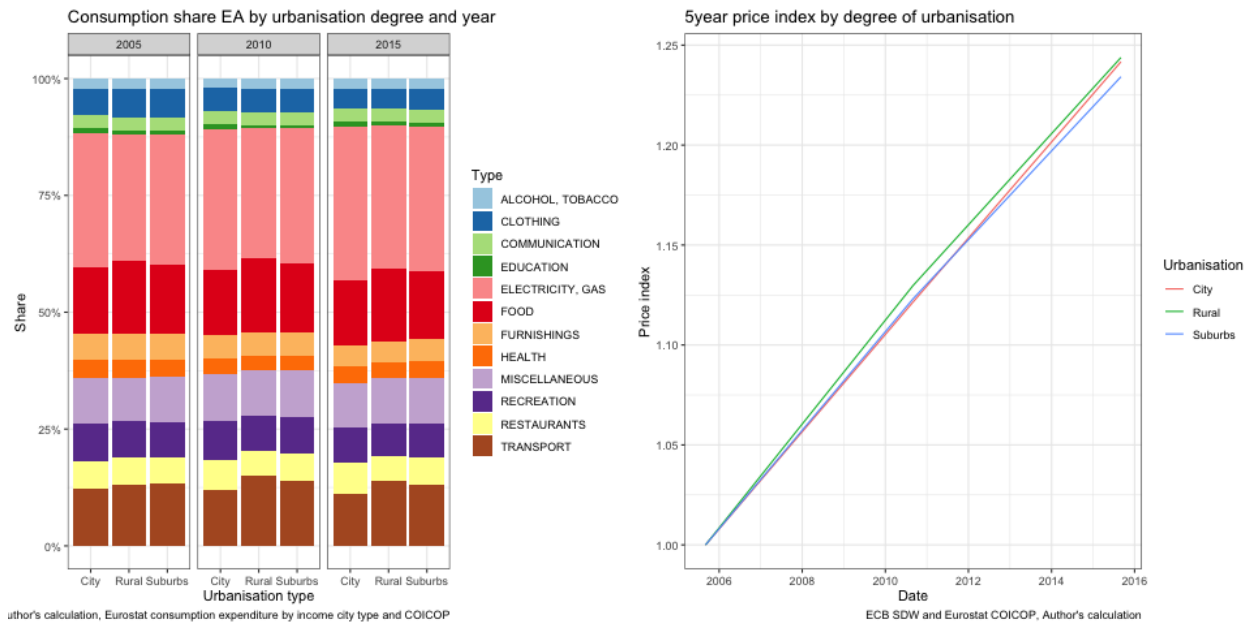 Consumption share EA by urbanisation degree and year
2005 2010 2015
100%
75%
50%
25%
0%
Share
City Rural Suburbs City Rural Suburbs City Rural Suburbs
Urbanisation type
uthor's calculation, Eurostat consumption expenditure by income city type and COICOP
Type
ALCOHOL, TOBACCO
CLOTHING
COMMUNICATION
EDUCATION
ELECTRICITY, GAS
FOOD
FURNISHINGS
HEALTH
MISCELLANEOUS
RECREATION
RESTAURANTS
TRANSPORT
5year price index by degree of urbanisation
1.25
1.20
1.15
1.10
1.05
1.00
Price index
2006 2008 2010 2012 2014 2016
Date
ECB SDW and Eurostat COICOP, Author's calculation
Urbanisation
City
Rural
Suburbs